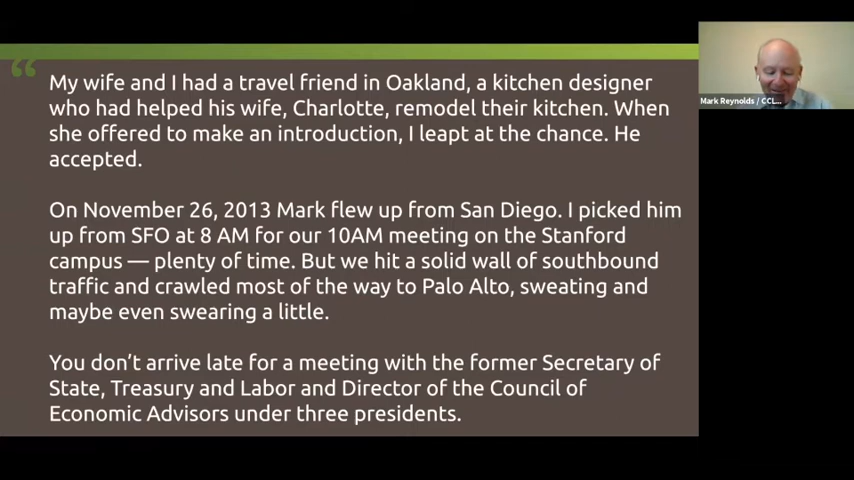 “
My wife and I had a travel friend in Oakland, a kitchen designer
who had helped his wife, Charlotte, remodel their kitchen. When
she offered to make an introduction, I leapt at the chance. He
accepted.
On November 26, 2013 Mark flew up from San Diego. I picked him
up from SFO at 8 AM for our 10AM meeting on the Stanford
campus — plenty of time. But we hit a solid wall of southbound
traffic and crawled most of the way to Palo Alto, sweating and
maybe even swearing a little.
You don’t arrive late for a meeting with the former Secretary of
State, Treasury and Labor and Director of the Council of
Economic Advisors under three presidents.
Mark Reynolds / CCL...